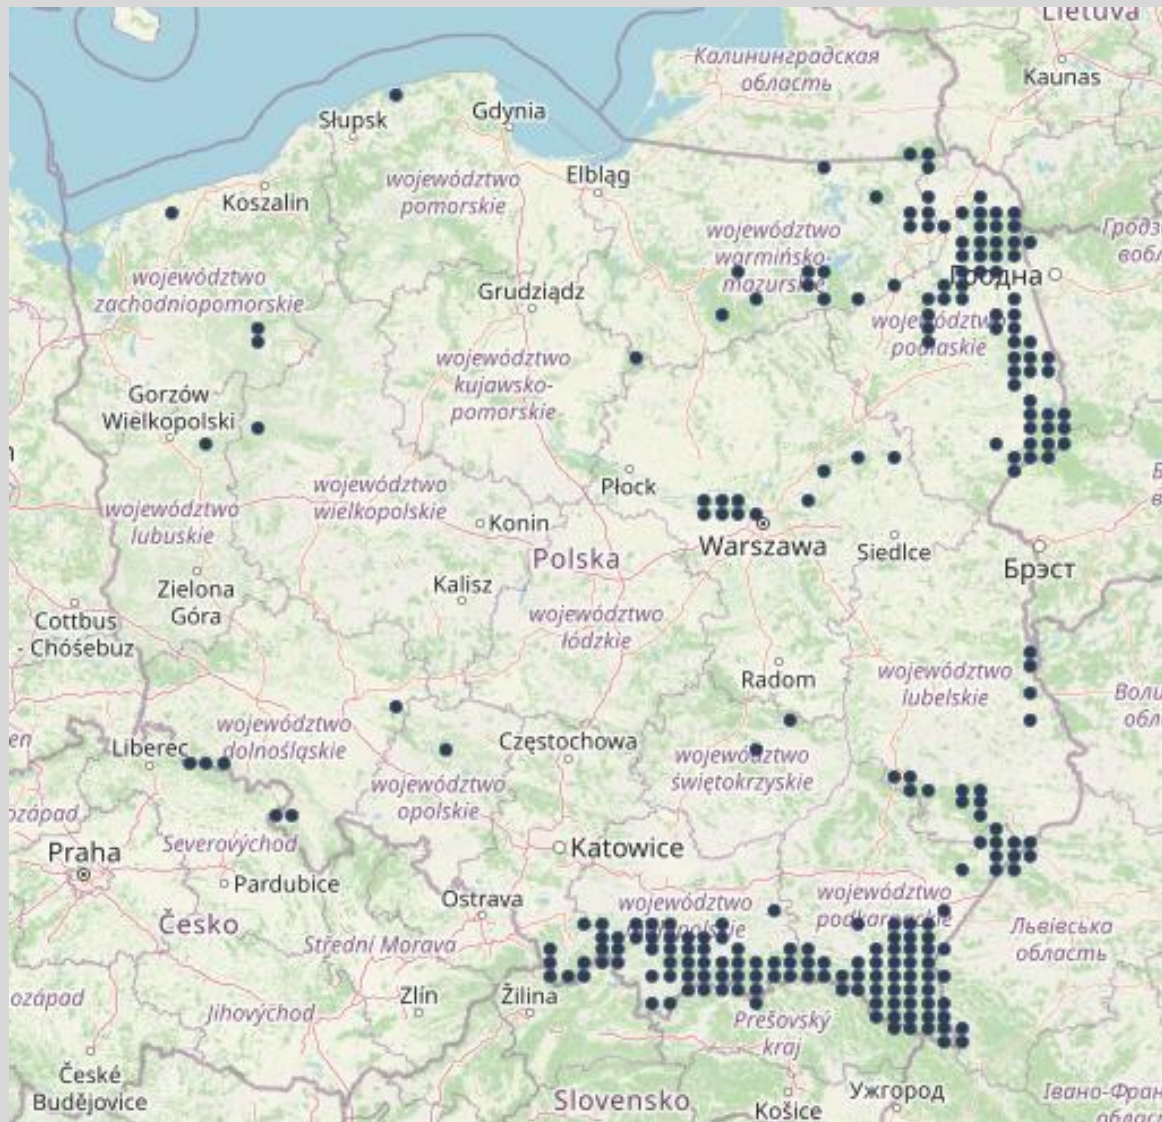 Lietuva
Калининградская
область
Kaunas
Gdynia
Słupsk
Elbląg
województwo
pomorskie
Koszalin
województwo
warmińsko-
mazurskie
województwo
zachodniopomorskie
Grudziądz
Гродна
województwo
podlaskie
województwo
kujawsko-
pomorskie
Gorzów
Wielkopolski
Płock
województwo
wielkopolskie
województwo
lubuskie
Konin
Warszawa
Siedlce
Polska
Брэст
Zielona
Góra
Kalisz
Cottbus
- Chóśebuz
województwo
łódzkie
Radom
województwo
lubelskie
województwo
dolnośląskie
Liberec
Częstochowa
województwo
świętokrzyskie
województwo
opolskie
Severovýchod
Katowice
Praha
Pardubice
Ostrava
województwo
województwo
podkarpackie
Česko
Střední Morava
Львівська
область
Zlín
Žilina
Jihovýchod
Prešovský
kraj
České
Budějovice
Slovensko
Košice
Ужгород